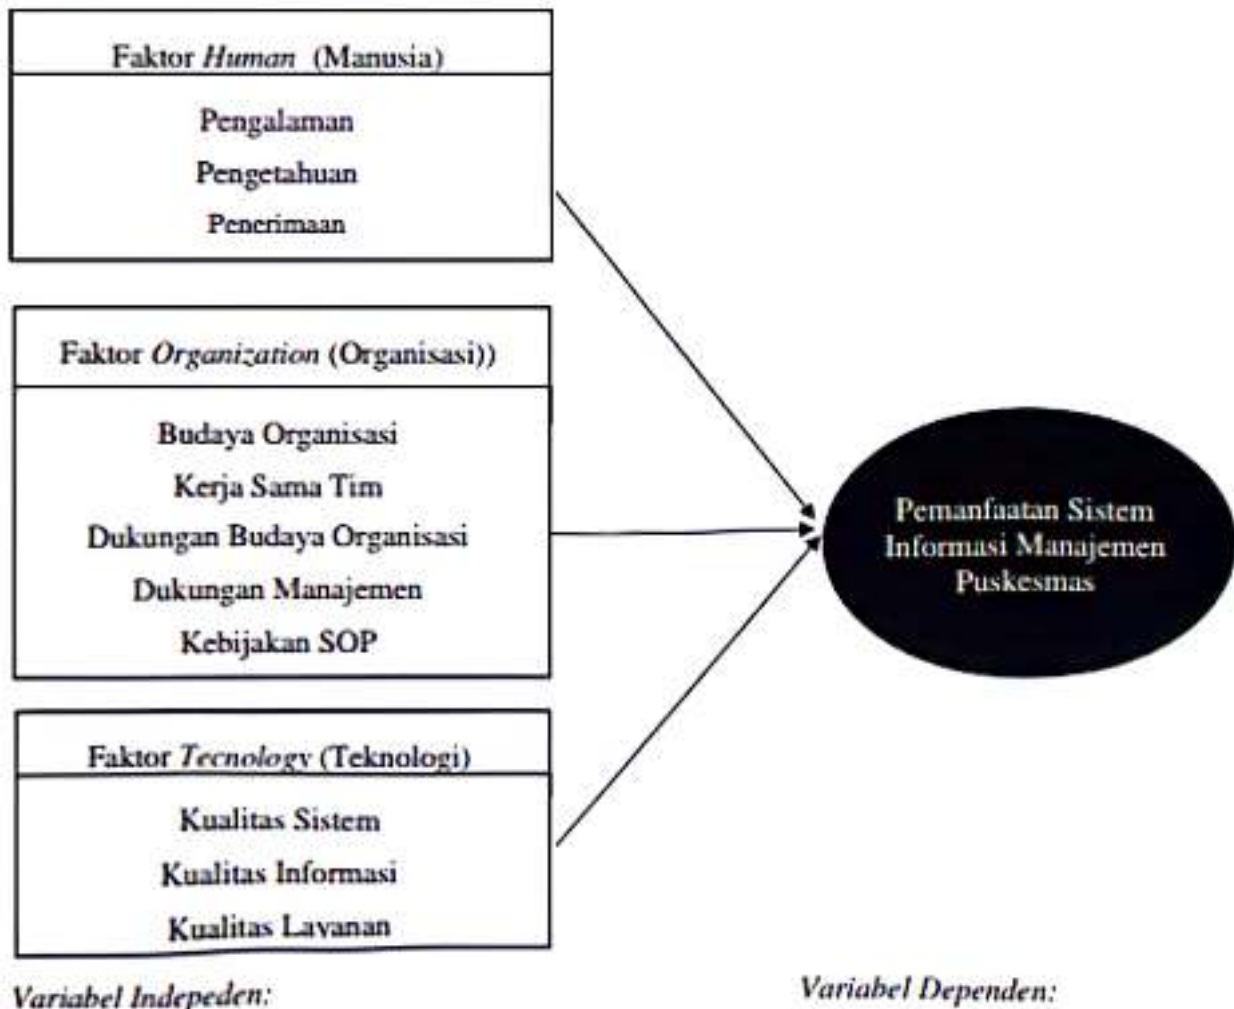 Faktor Human (Manusia)
Pengalaman
Pengetahuan
Penerimaan
Faktor Organization (Organisasi))
Budaya Organisasi
Kerja Sama Tim
Dukungan Budaya Organisasi
Dukungan Manajemen
Kebijakan SOP
Faktor Tecnology (Teknologi)
Kualitas Sistem
Kualitas Informasi
Kualitas Layanan
Variabel Indepeden:
Pemanfaatan Sistem
Informasi Manajemen
Puskesmas
Variabel Dependen: